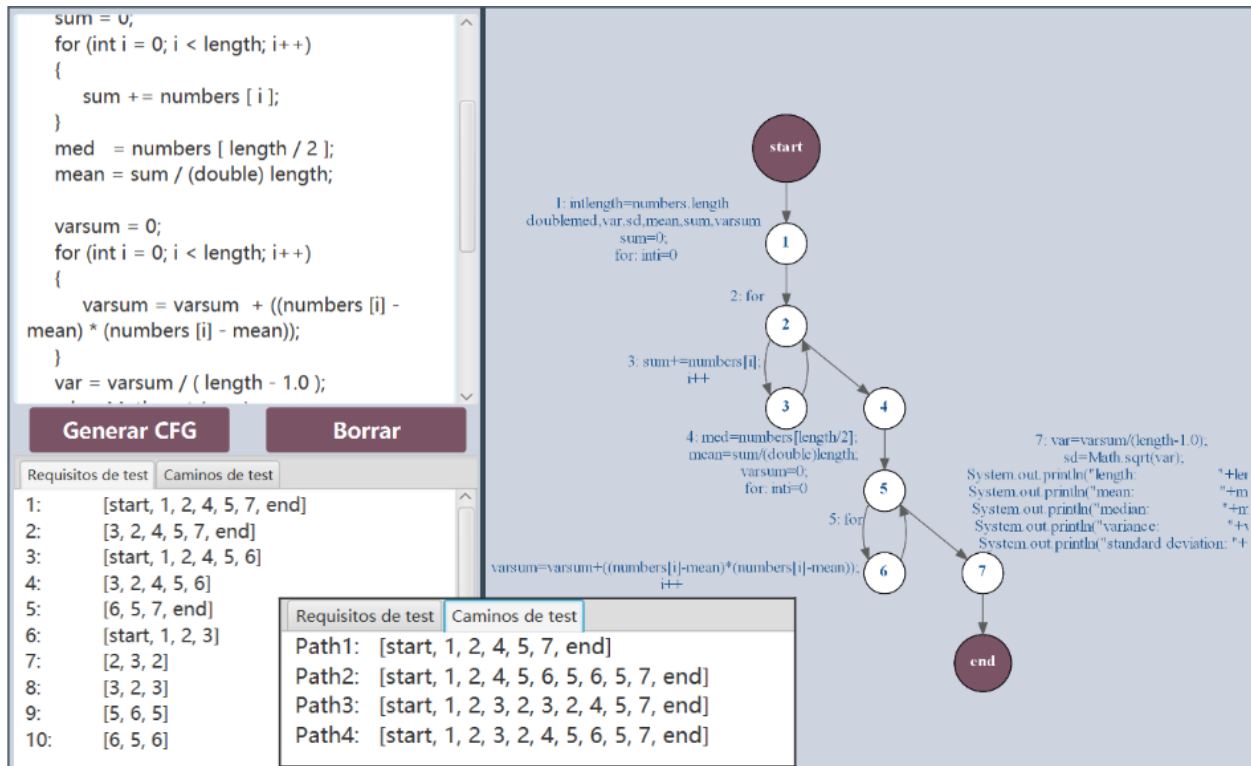 sum = 0;
for (int i = 0; i < length; i++)
{
sum += numbers [ i ];
}
med = numbers [ length / 2 ];
mean = sum / (double) length;
varsum = 0;
for (int i = 0; i < length; i++)
{
varsum = varsum + ((numbers [i] -
mean) * (numbers [i] - mean));
}
var = varsum / ( length - 1.0 );
Generar CFG
Borrar
Requisitos de test
Caminos de test
1: [start, 1, 2, 4, 5, 7, end]
2: [3, 2, 4, 5, 7, end]
3: [start, 1, 2, 4, 5, 6]
4: [3, 2, 4, 5, 6]
5: [6, 5, 7, end]
6: [start, 1, 2, 3]
7: [2, 3, 2]
8: [3, 2, 3]
9: [5, 6, 5]
10: [6, 5, 6]
Requisitos de test
Caminos de test
Path1: [start, 1, 2, 4, 5, 7, end]
Path2: [start, 1, 2, 4, 5, 6, 5, 6, 5, 7, end]
Path3: [start, 1, 2, 3, 2, 3, 2, 4, 5, 7, end]
Path4: [start, 1, 2, 3, 2, 4, 5, 6, 5, 7, end]
start
1: intlength=numbers.length
doublemed,var,sd,mean,sum,varsum
sum=0;
for: inti=0
1
2: for
2
3: sum+=numbers[i];
i++
3
4
4: med=numbers[length/2];
mean=sum/(double)length;
varsum=0;
for: inti=0
5
5: for
varsum=varsum+((numbers[i]-mean)*(numbers[i]-mean));
i++
6
7: var=varsum/(length-1.0);
sd=Math.sqrt(var);
System.out.println("length: "+ler
System.out.println("mean: "+m
System.out.println("median: "+m
System.out.println("variance: "+v
System.out.println("standard deviation: "+
7
end